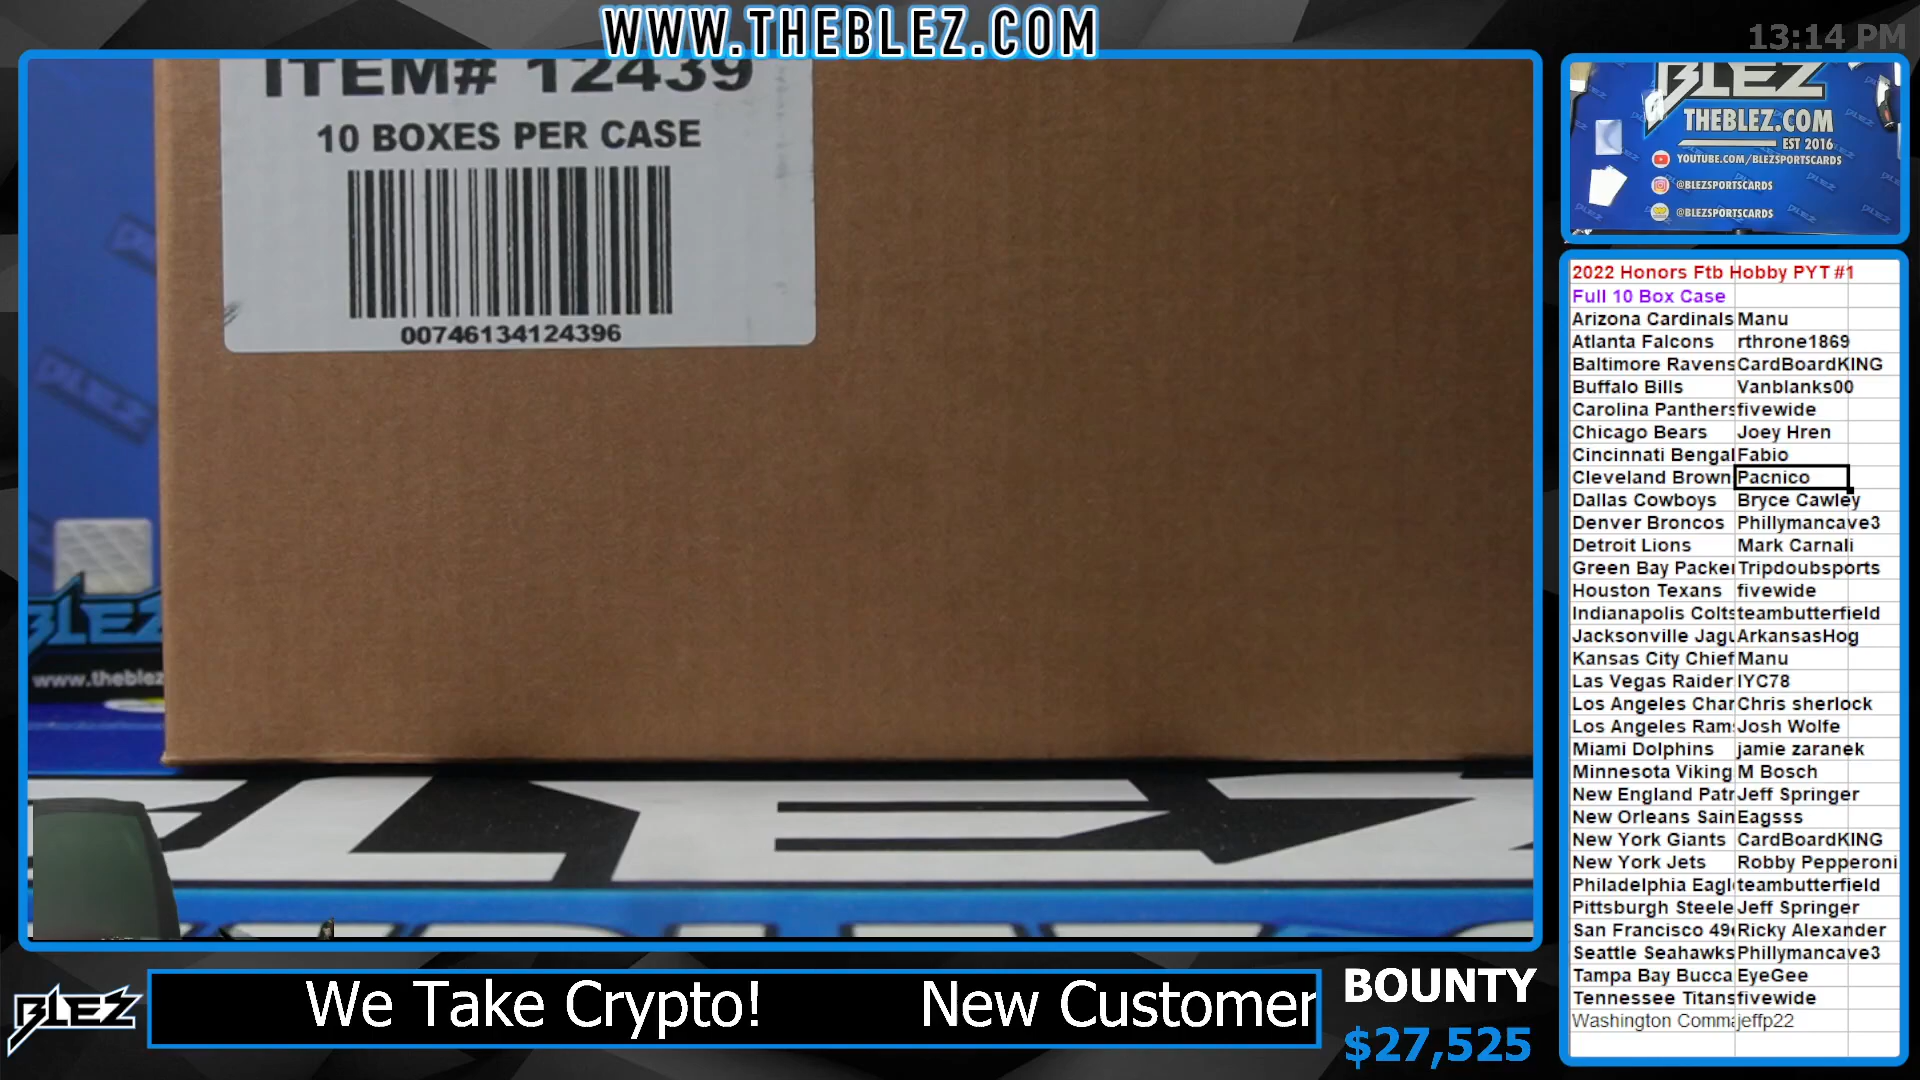 WWW.THEBLEZ.COM
13:14 PM
ITEM# 12439
10 BOXES PER CASE
00746134124396
BLEZ
THEBLEZ.COM
EST 2016
YOUTUBE.COM/BLEZSPORTSCARDS
@BLEZSPORTSCARDS
@BLEZSPORTSCARDS
2022 Honors Ftb Hobby PYT #1
Full 10 Box Case
Arizona Cardinals Manu
Atlanta Falcons rthrone1869
Baltimore Ravens CardBoardKING
Buffalo Bills Vanblanks00
Carolina Panthers fivewide
Chicago Bears Joey Hren
Cincinnati Bengal Fabio
Cleveland Brown Pacnico
Dallas Cowboys Bryce Cawley
Denver Broncos Phillymancave3
Detroit Lions Mark Carnali
Green Bay Packer Tripdoubsports
Houston Texans fivewide
Indianapolis Colts teambutterfield
Jacksonville Jagu ArkansasHog
Kansas City Chief Manu
Las Vegas Raider IYC78
Los Angeles Char Chris sherlock
Los Angeles Ram Josh Wolfe
Miami Dolphins jamie zaranek
Minnesota Viking M Bosch
New England Patr Jeff Springer
New Orleans Sain Eagsss
New York Giants CardBoardKING
New York Jets Robby Pepperoni
Philadelphia Eagl teambutterfield
Pittsburgh Steele Jeff Springer
San Francisco 49e Ricky Alexander
Seattle Seahawks Phillymancave3
Tampa Bay Bucca EyeGee
Tennessee Titans fivewide
Washington Comma jeffp22
BLEZ
www.theblez
BLEZ
We Take Crypto! New Customer
BOUNTY
$27,525